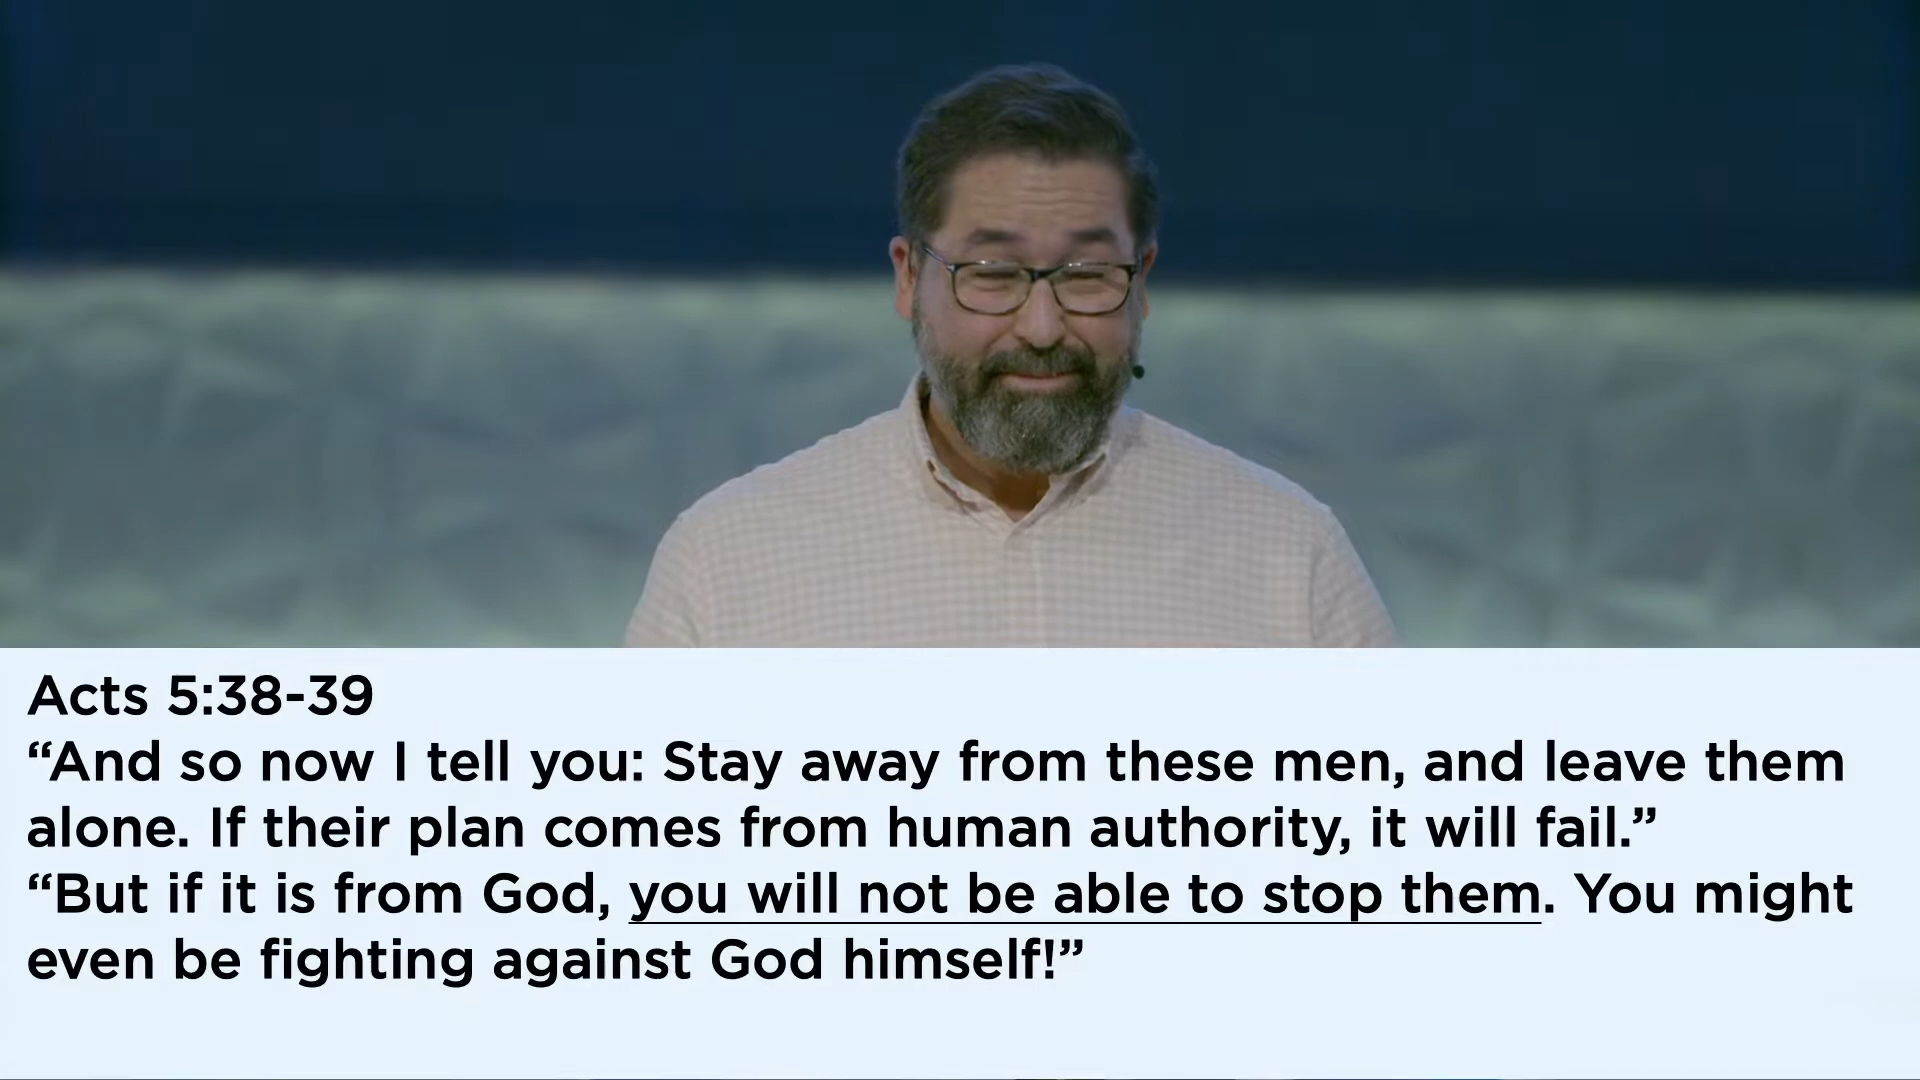 Acts 5:38-39
“And so now I tell you: Stay away from these men, and leave them
alone. If their plan comes from human authority, it will fail.”
“But if it is from God, you will not be able to stop them. You might
even be fighting against God himself!”